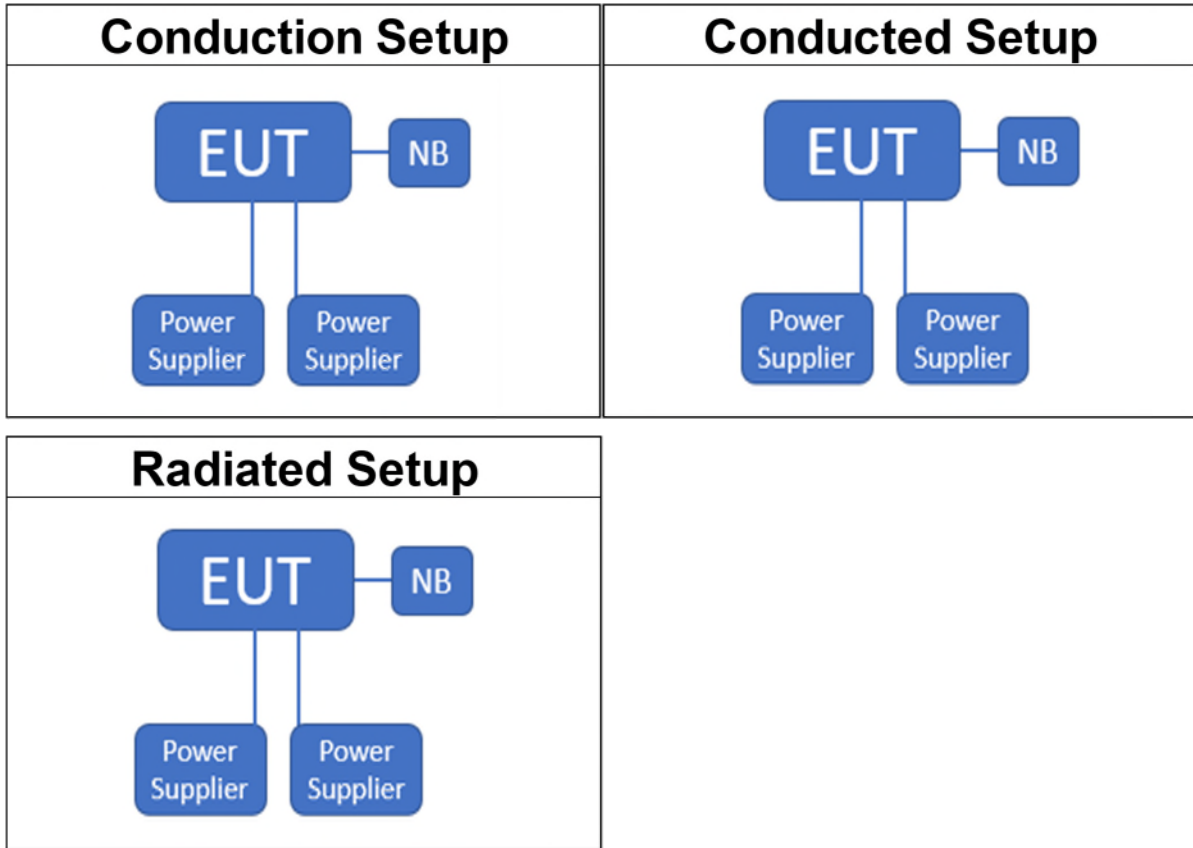 Conduction Setup
EUT
NB
Power
Supplier
Power
Supplier
Conducted Setup
EUT
NB
Power
Supplier
Power
Supplier
Radiated Setup
EUT
NB
Power
Supplier
Power
Supplier